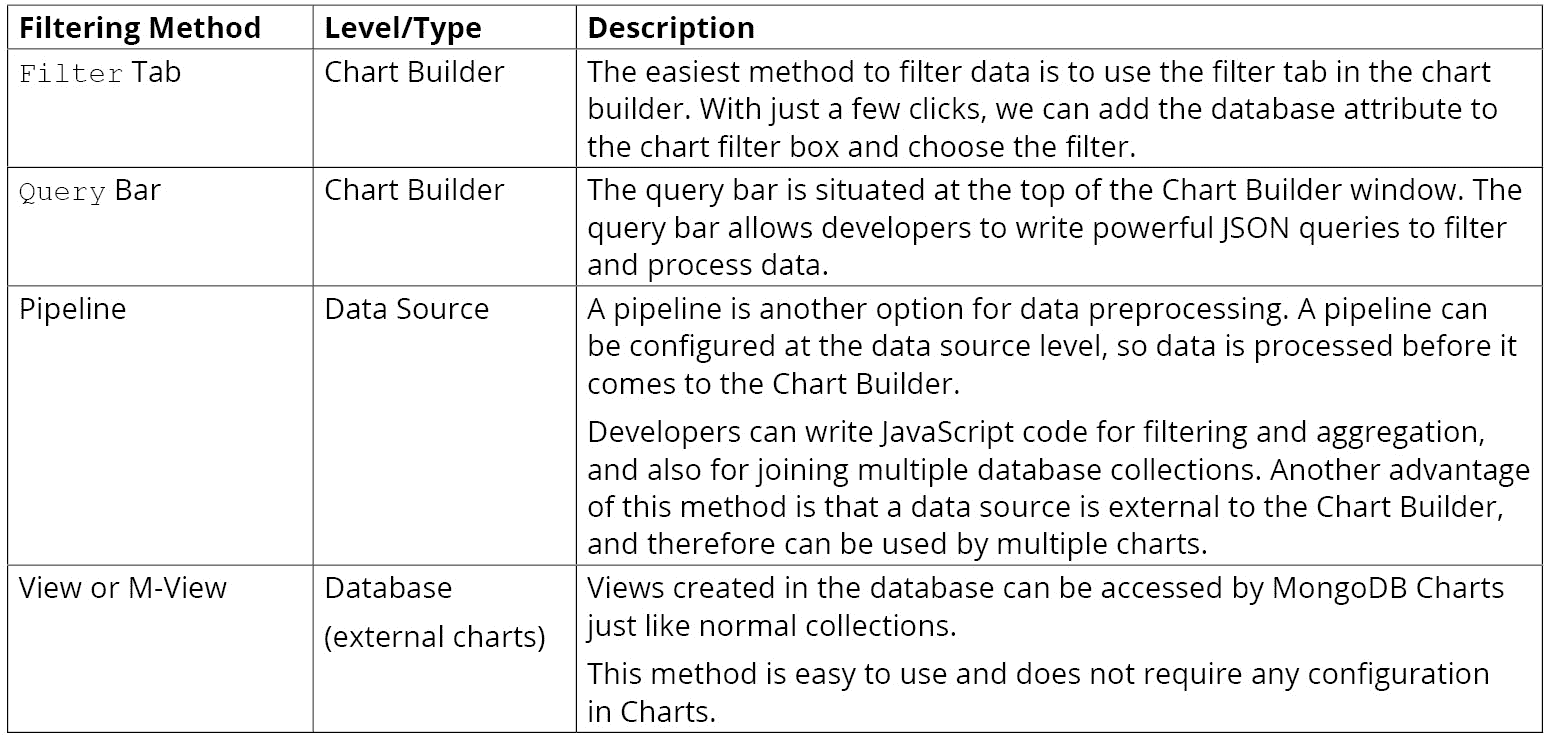 Filtering Method Level/Type Description
Filter Tab Chart Builder The easiest method to filter data is to use the filter tab in the chart
builder. With just a few clicks, we can add the database attribute to
the chart filter box and choose the filter.
Query Bar Chart Builder The query bar is situated at the top of the Chart Builder window. The
query bar allows developers to write powerful JSON queries to filter
and process data.
Pipeline Data Source A pipeline is another option for data preprocessing. A pipeline can
be configured at the data source level, so data is processed before it
comes to the Chart Builder.
Developers can write JavaScript code for filtering and aggregation,
and also for joining multiple database collections. Another advantage
of this method is that a data source is external to the Chart Builder,
and therefore can be used by multiple charts.
View or M-View Database Views created in the database can be accessed by MongoDB Charts
(external charts) just like normal collections.
This method is easy to use and does not require any configuration
in Charts.